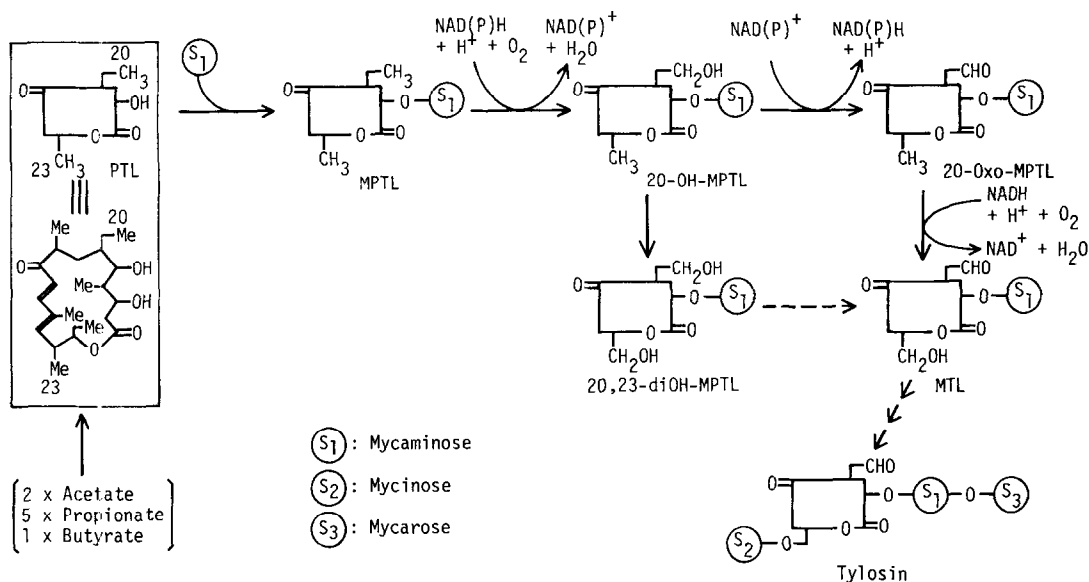 20
CH3
O
OH
O
O
23 CH3
PTL
S1
CH3
O
O
S1
O
O
CH3
MPTL
NAD(P)H
+ H+ + O2
NAD(P)+
+ H2O
CH2OH
O
O
S1
O
O
CH3
20-OH-MPTL
NAD(P)+
NAD(P)H
+ H+
CHO
O
O
S1
O
O
CH3
20-Oxo-MPTL
NADH
+ H+ + O2
NAD+ + H2O
Me
20
Me
O
OH
Me
OH
Me
Me
O
O
Me
23
CH2OH
O
O
S1
O
O
CH2OH
20,23-diOH-MPTL
CHO
O
O
S1
O
O
CH2OH
MTL
2 x Acetate
5 x Propionate
1 x Butyrate
S1 : Mycaminose
S2 : Mycinose
S3 : Mycarose
CHO
O
O
S1
O
S3
O
O
S2
O
Tylosin